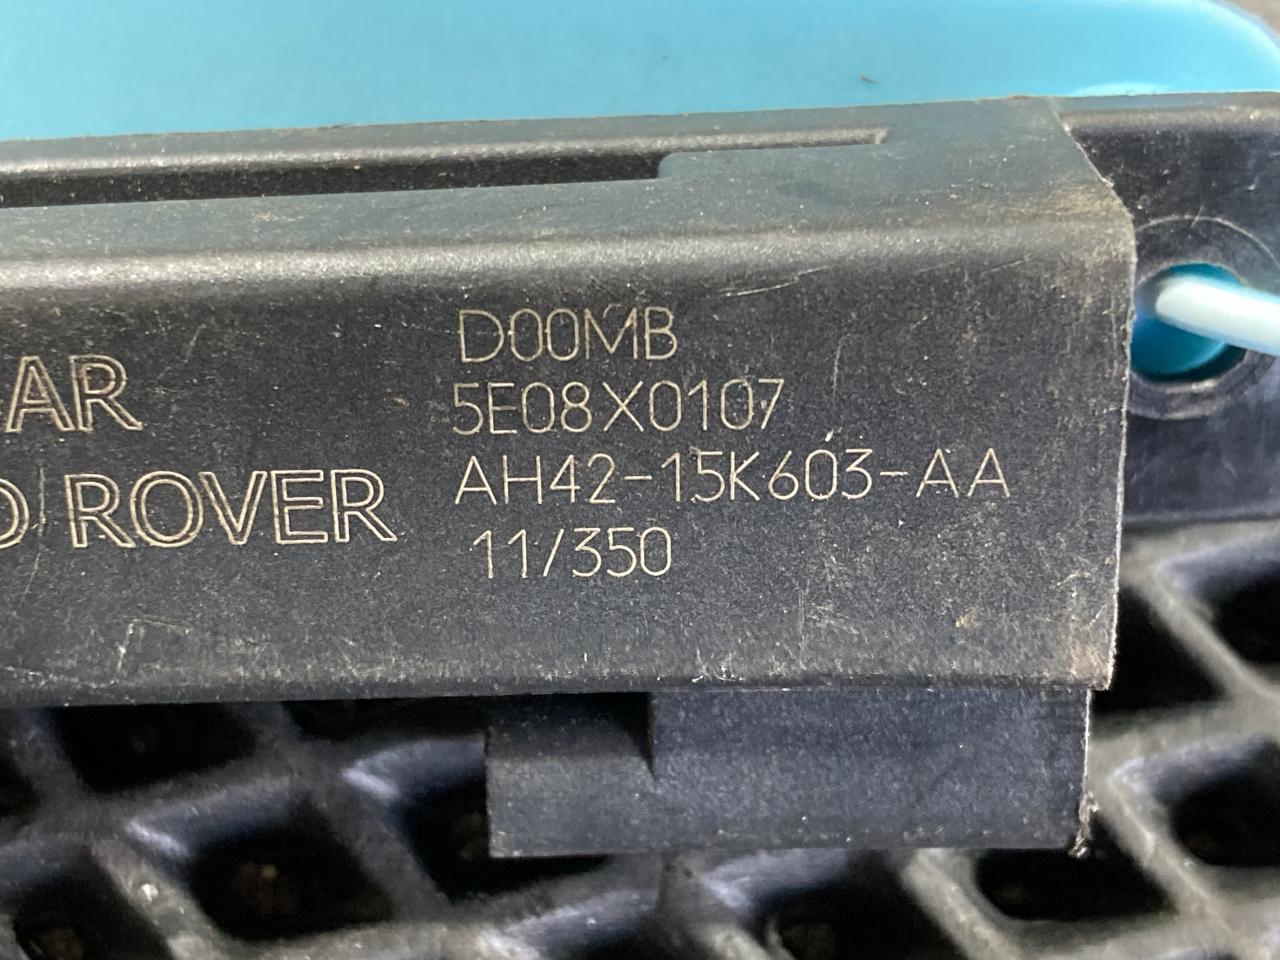 AR
D ROVER
D00MB
5E08X0107
AH42-15K603-AA
11/350